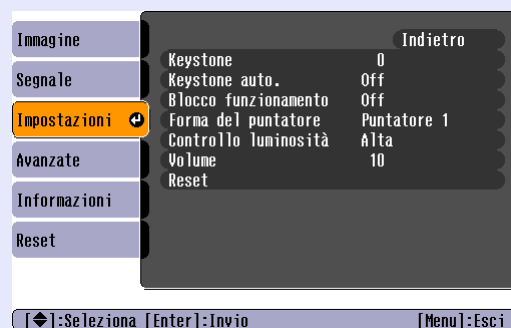 Immagine
Segnale
Impostazioni
Avanzate
Informazioni
Reset
Indietro
Keystone 0
Keystone auto. Off
Blocco funzionamento Off
Forma del puntatore Puntatore 1
Controllo luminosità Alta
Volume 10
Reset
[◆]:Seleziona [Enter]:Invio [Menu]:Esci